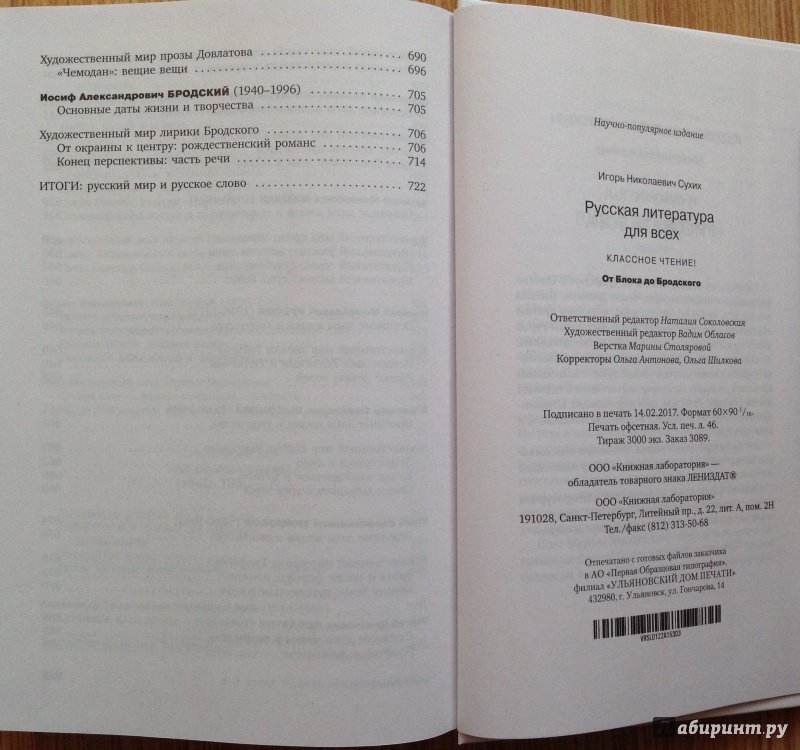 Художественный мир прозы Довлатова 690
«Чемодан»: вещие вещи 696
Иосиф Александрович БРОДСКИЙ (1940–1996) 705
Основные даты жизни и творчества 705
Художественный мир лирики Бродского 706
От окраины к центру: рождественский романс 706
Конец перспективы: часть речи 714
ИТОГИ: русский мир и русское слово 722
Научно-популярное издание
Игорь Николаевич Сухих
Русская литература
для всех
КЛАССНОЕ ЧТЕНИЕ!
От Блока до Бродского
Ответственный редактор Наталия Соколовская
Художественный редактор Вадим Обласов
Верстка Марины Столяровой
Корректоры Ольга Антонова, Ольга Шилкова
Подписано в печать 14.02.2017. Формат 60×90 1/16.
Печать офсетная. Усл. печ. л. 46.
Тираж 3000 экз. Заказ 3089.
ООО «Книжная лаборатория» —
обладатель товарного знака ЛЕНИЗДАТ®
ООО «Книжная лаборатория»
191028, Санкт-Петербург, Литейный пр., д. 22, лит. А, пом. 2Н
Тел./факс (812) 313-50-68
Отпечатано с готовых файлов заказчика
в АО «Первая Образцовая типография»,
филиал «УЛЬЯНОВСКИЙ ДОМ ПЕЧАТИ»
432980, г. Ульяновск, ул. Гончарова, 14
VRSL0122A15303
Лабиринт.ру